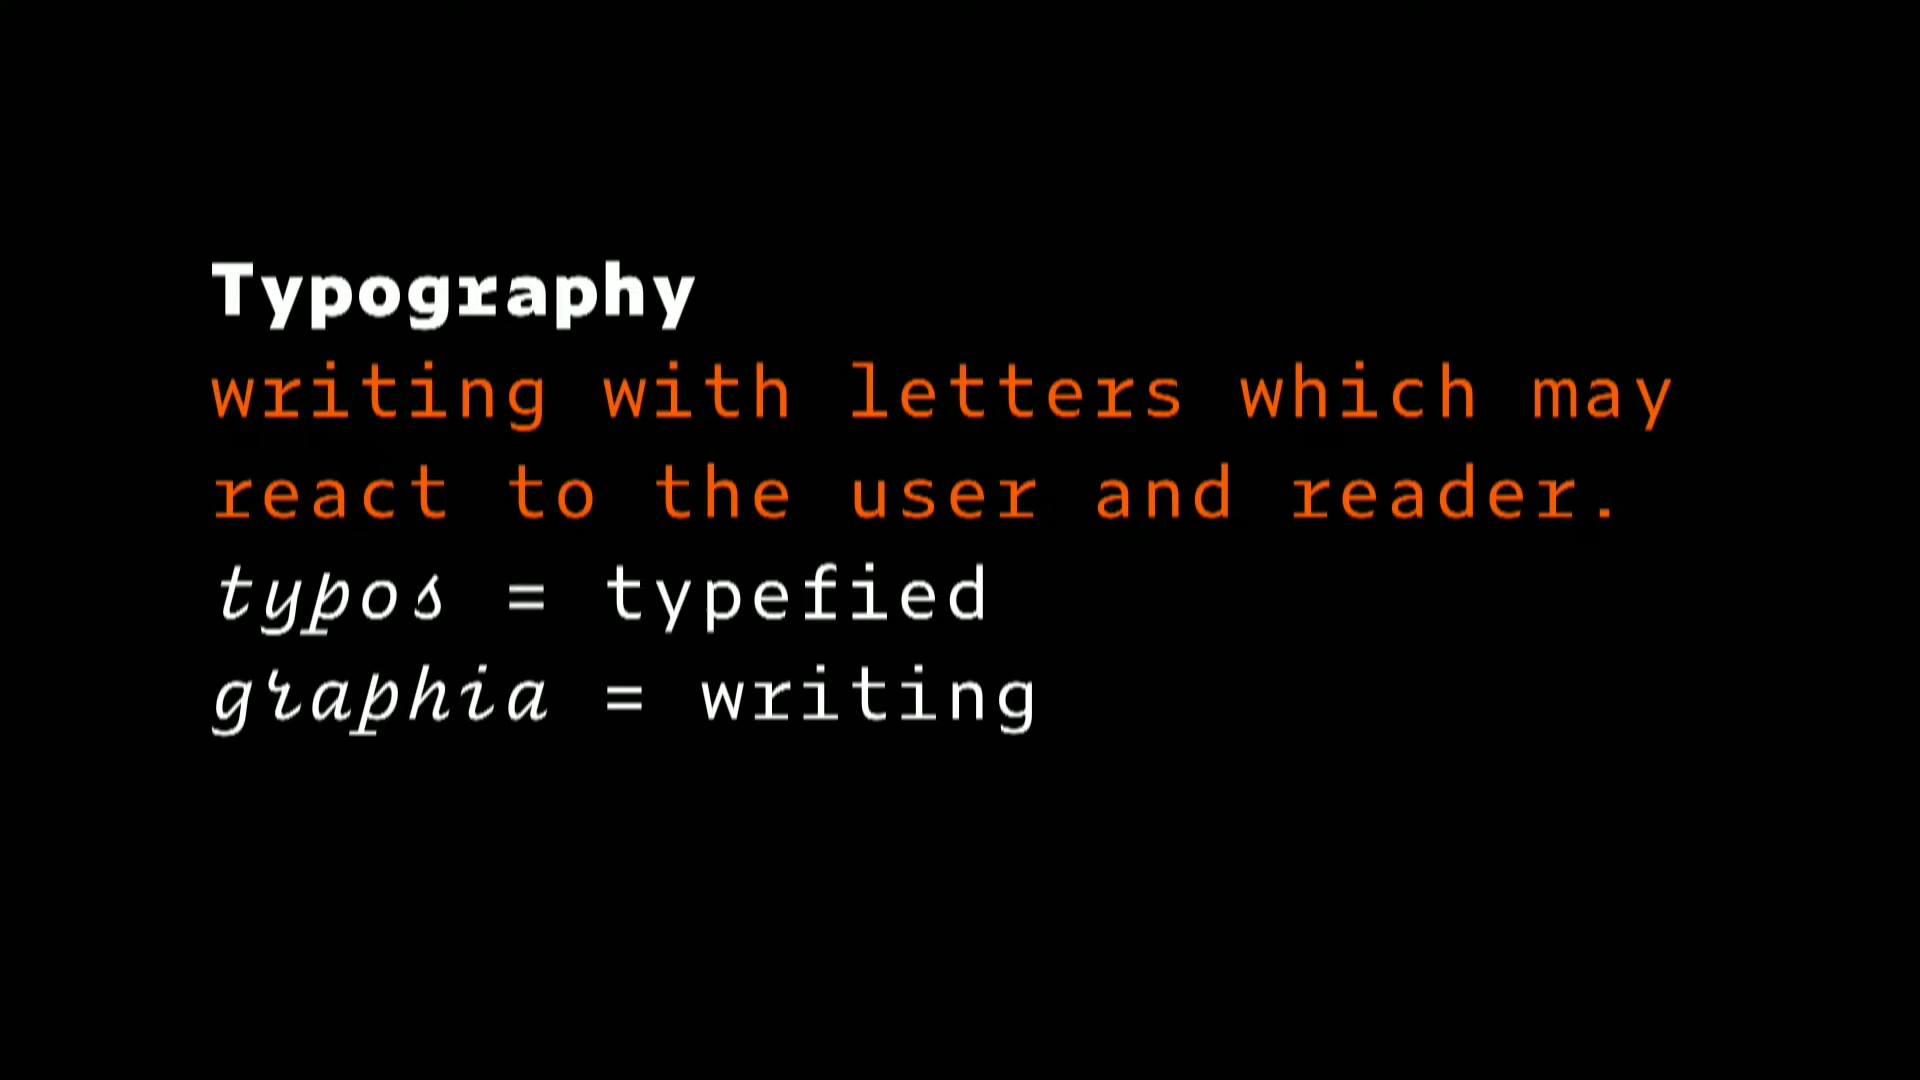 Typography
writing with letters which may
react to the user and reader.
typos = typefied
graphia = writing